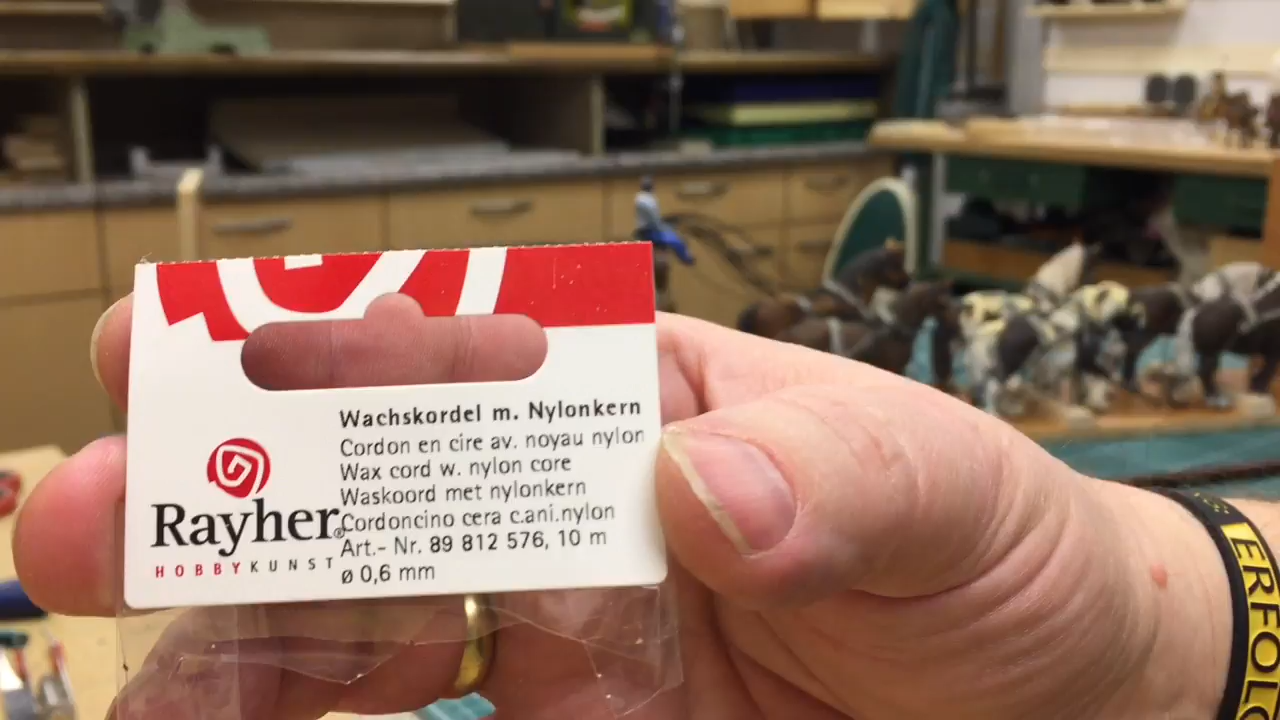 Wachskordel m. Nylonkern
Cordon en cire av. noyau nylon
Wax cord w. nylon core
Waskoord met nylonkern
Cordoncino cera c.ani.nylon
Art.- Nr. 89 812 576, 10 m
ø 0,6 mm
Rayher®
HOBBYKUNST
ERFOLG